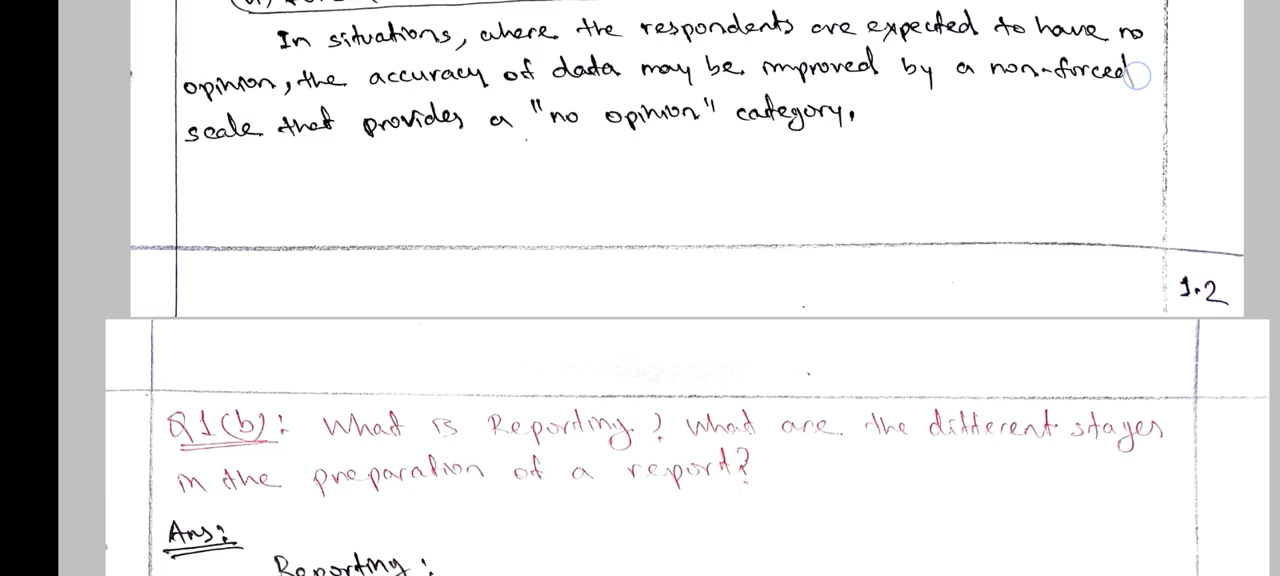 In situations, where the respondents are expected to have no
opinion, the accuracy of data may be improved by a non-forced
scale that provides a "no opinion" category.
1.2
Q1(b): What is Reporting? What are the different stages
in the preparation of a report?
Ans:
Reporting: